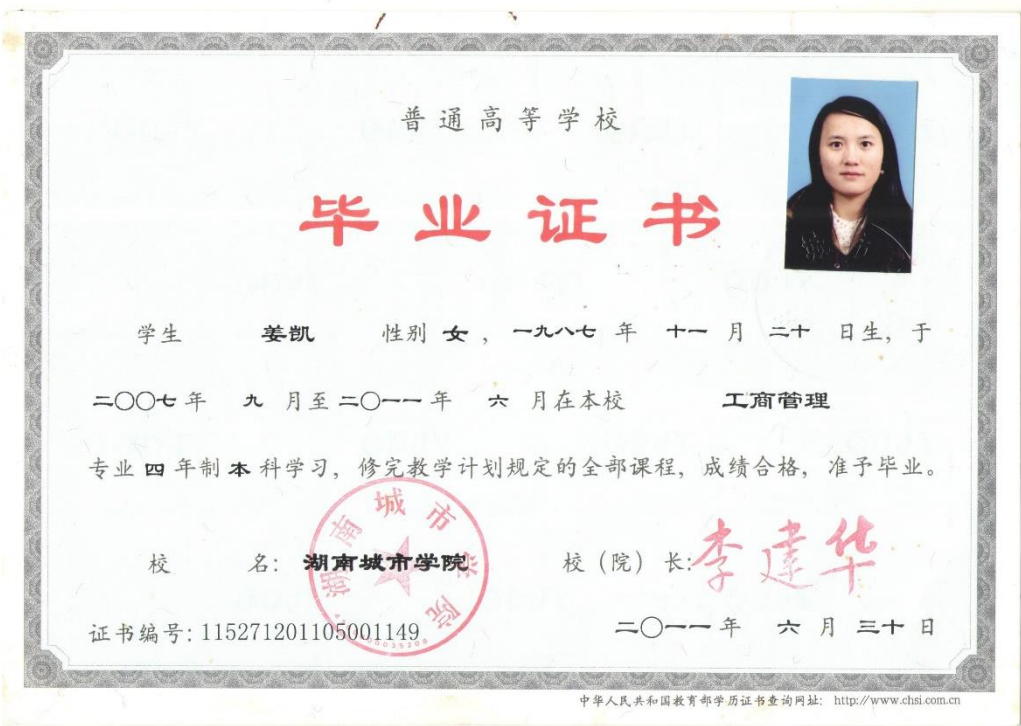 普通高等学校
毕业证书
学生 姜凯 性别 女，一九八七 年 十一 月 二十 日生，于
二〇〇七年 九 月至二〇一一年 六 月在本校 工商管理
专业 四 年制 本 科学习，修完教学计划规定的全部课程，成绩合格，准予毕业。
湖南城市学院
校 名：湖南城市学院 校（院）长：李建华
证书编号：115271201105001149 二〇一一年 六 月 三十 日
中华人民共和国教育部学历证书查询网址：http://www.chsi.com.cn